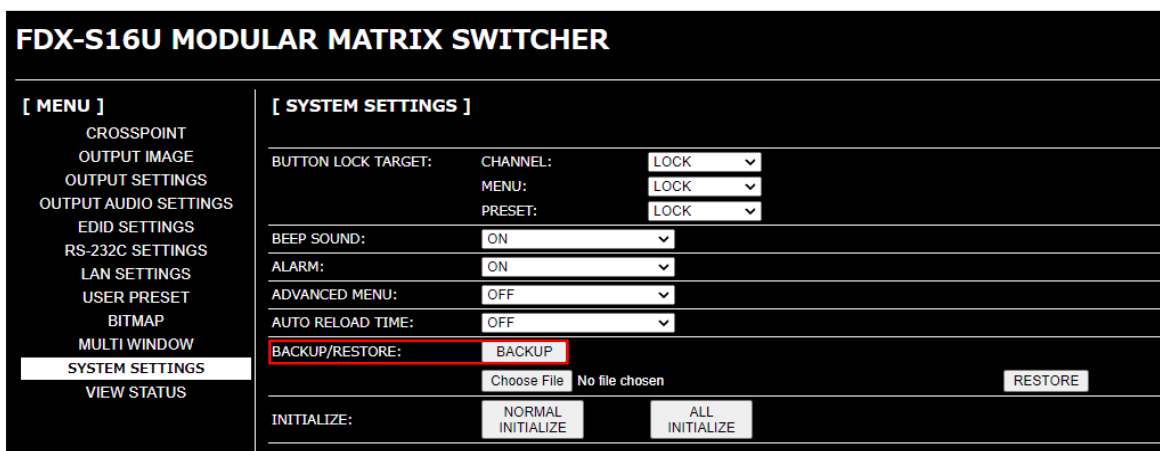 FDX-S16U MODULAR MATRIX SWITCHER
[ MENU ]
CROSSPOINT
OUTPUT IMAGE
OUTPUT SETTINGS
OUTPUT AUDIO SETTINGS
EDID SETTINGS
RS-232C SETTINGS
LAN SETTINGS
USER PRESET
BITMAP
MULTI WINDOW
SYSTEM SETTINGS
VIEW STATUS
[ SYSTEM SETTINGS ]
BUTTON LOCK TARGET: CHANNEL: LOCK
MENU: LOCK
PRESET: LOCK
BEEP SOUND: ON
ALARM: ON
ADVANCED MENU: OFF
AUTO RELOAD TIME: OFF
BACKUP/RESTORE: BACKUP
Choose File No file chosen RESTORE
INITIALIZE: NORMAL INITIALIZE ALL INITIALIZE